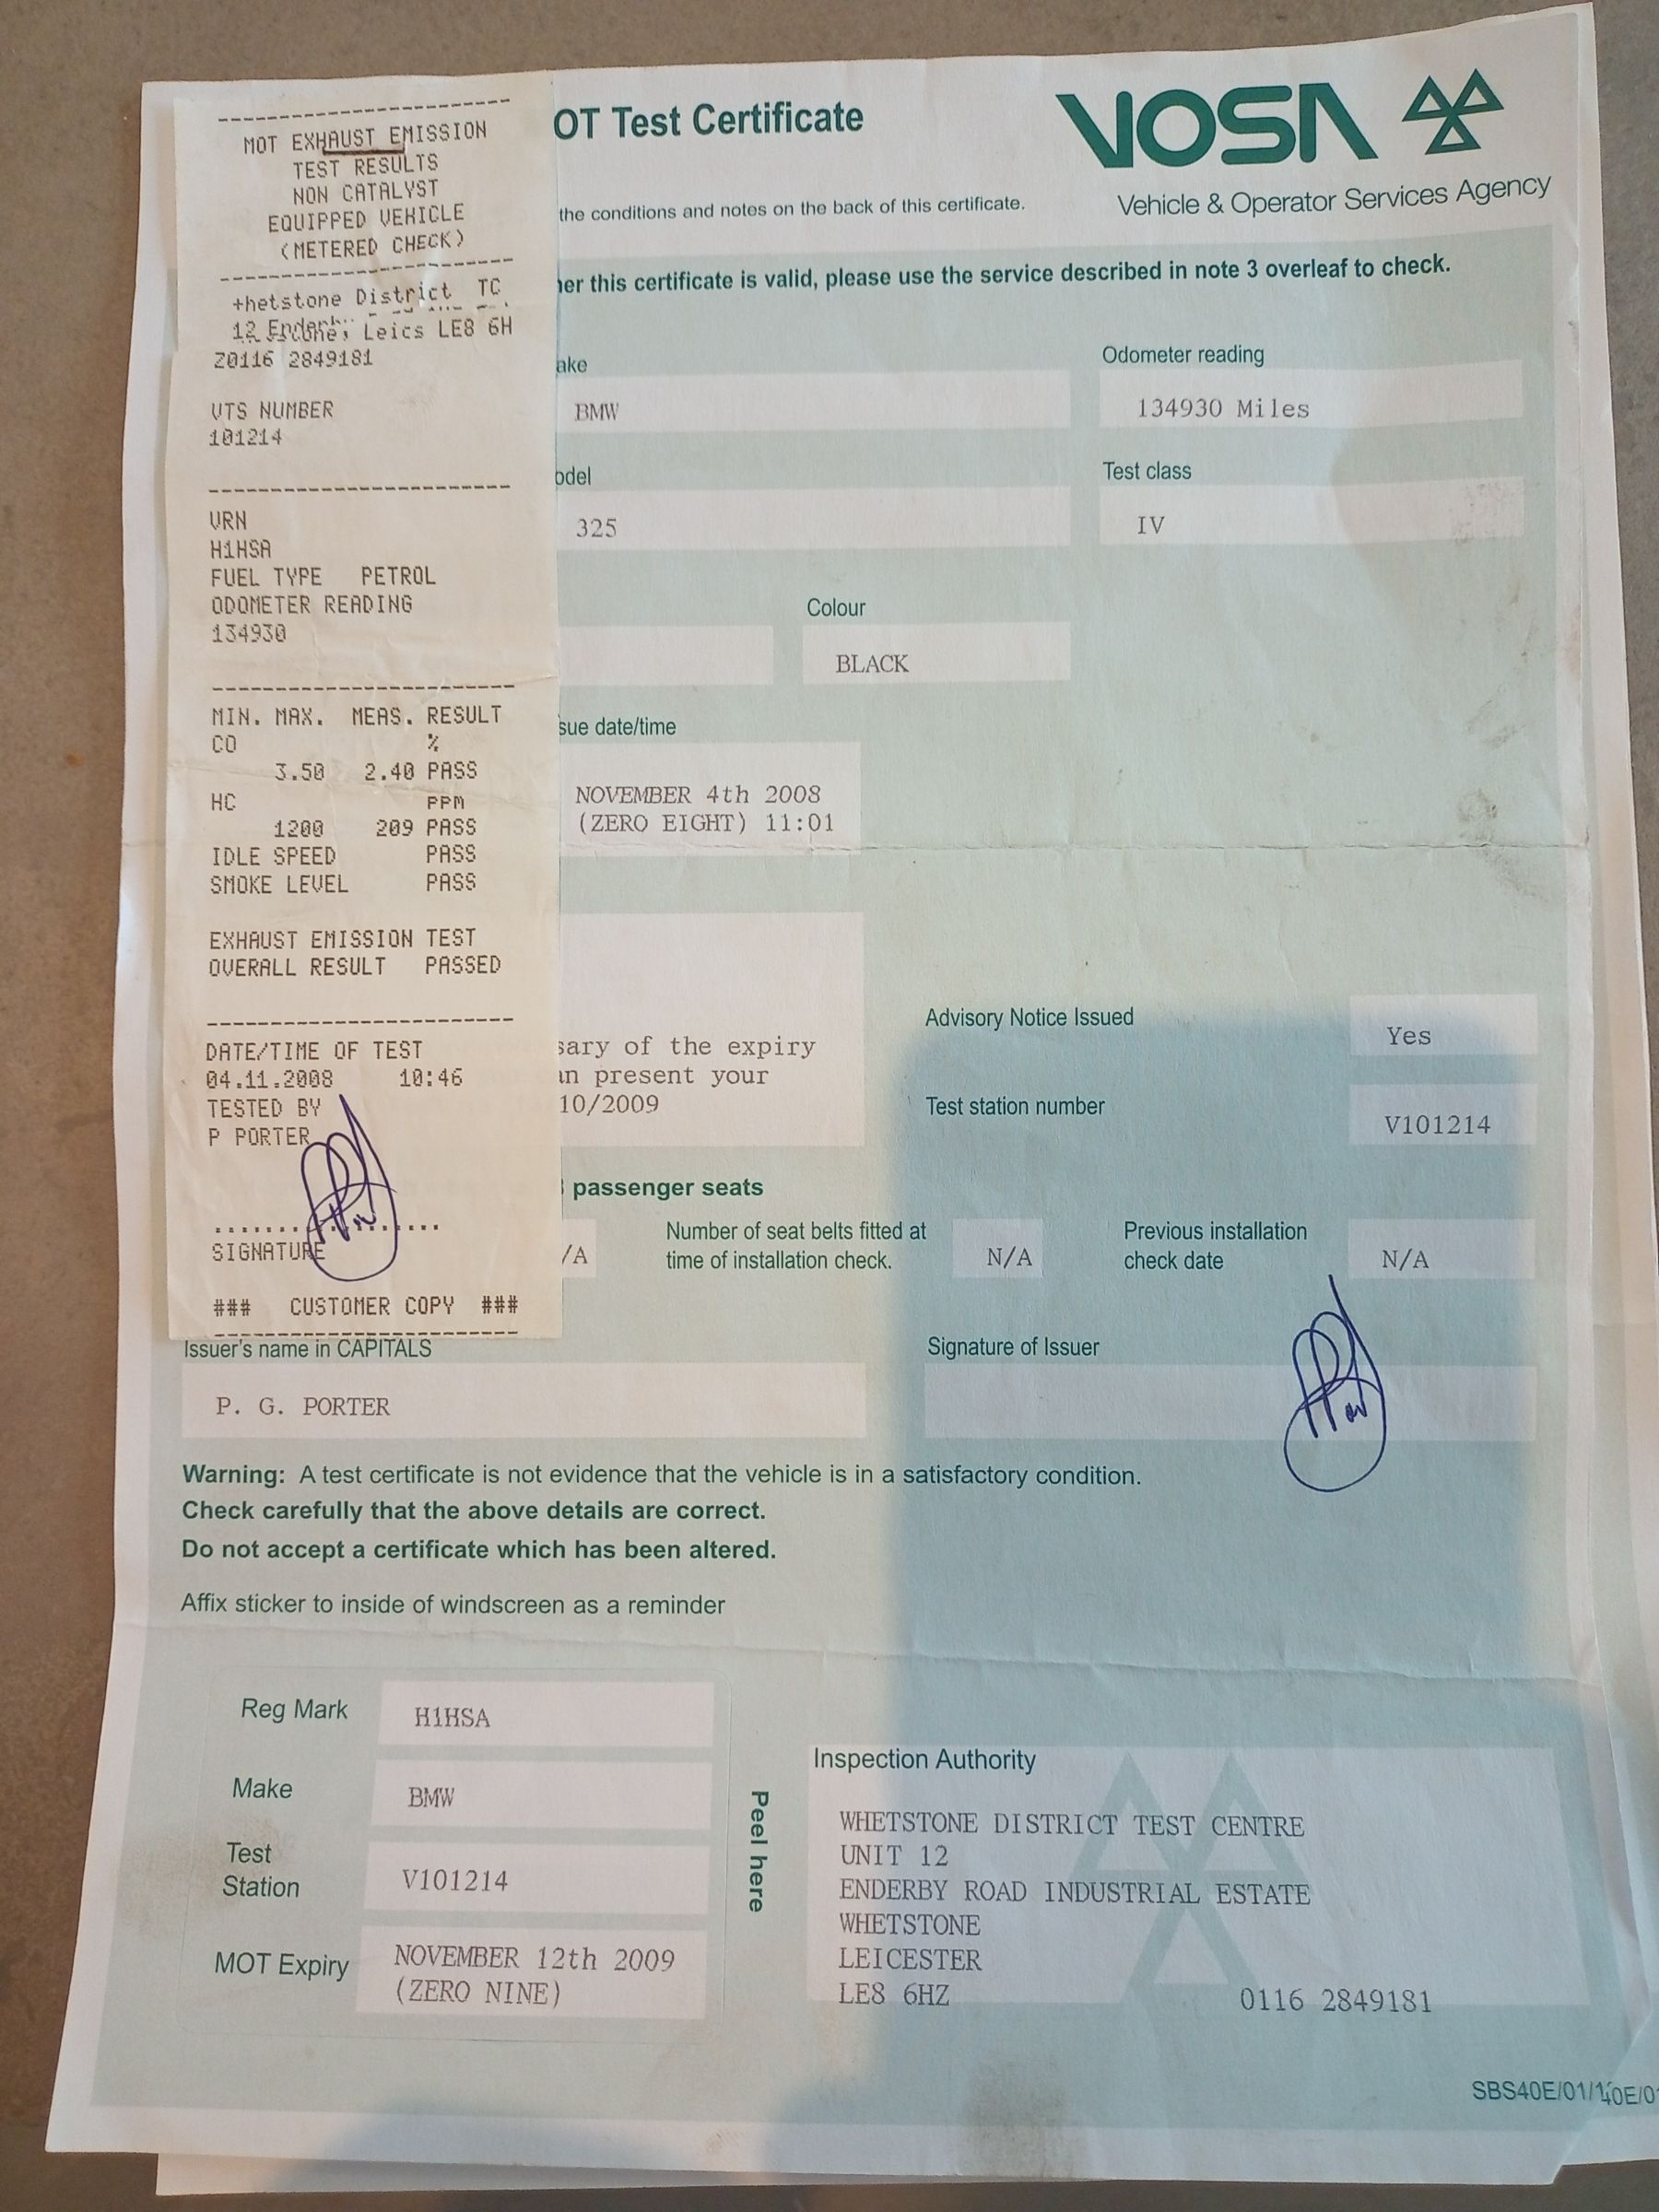 MOT EXHAUST EMISSION
TEST RESULTS
NON CATALYST
EQUIPPED VEHICLE
(METERED CHECK)
+hetstone District TC
12
Leics LE8 6H
Z0116 2849181
VTS NUMBER
101214
VRN
H1HSA
FUEL TYPE PETROL
ODOMETER READING
134930
MIN. MAX. MEAS. RESULT
CO %
3.50 2.40 PASS
HC PPM
1200 209 PASS
IDLE SPEED PASS
SMOKE LEVEL PASS
EXHAUST EMISSION TEST
OVERALL RESULT PASSED
DATE/TIME OF TEST
04.11.2008 10:46
TESTED BY
P PORTER
SIGNATURE
### CUSTOMER COPY ###
OT Test Certificate
VOSA
Vehicle & Operator Services Agency
the conditions and notes on the back of this certificate.
her this certificate is valid, please use the service described in note 3 overleaf to check.
ake
BMW
Odometer reading
134930 Miles
odel
325
Test class
IV
Colour
BLACK
sue date/time
NOVEMBER 4th 2008
(ZERO EIGHT) 11:01
sary of the expiry
an present your
10/2009
Advisory Notice Issued
Yes
Test station number
V101214
passenger seats
/A
Number of seat belts fitted at
time of installation check.
N/A
Previous installation
check date
N/A
Issuer's name in CAPITALS
P. G. PORTER
Signature of Issuer
Warning: A test certificate is not evidence that the vehicle is in a satisfactory condition.
Check carefully that the above details are correct.
Do not accept a certificate which has been altered.
Affix sticker to inside of windscreen as a reminder
Reg Mark
H1HSA
Make
BMW
Test
Station
V101214
MOT Expiry
NOVEMBER 12th 2009
(ZERO NINE)
Peel here
Inspection Authority
WHETSTONE DISTRICT TEST CENTRE
UNIT 12
ENDERBY ROAD INDUSTRIAL ESTATE
WHETSTONE
LEICESTER
LE8 6HZ
0116 2849181
SBS40E/01/1
40E/0